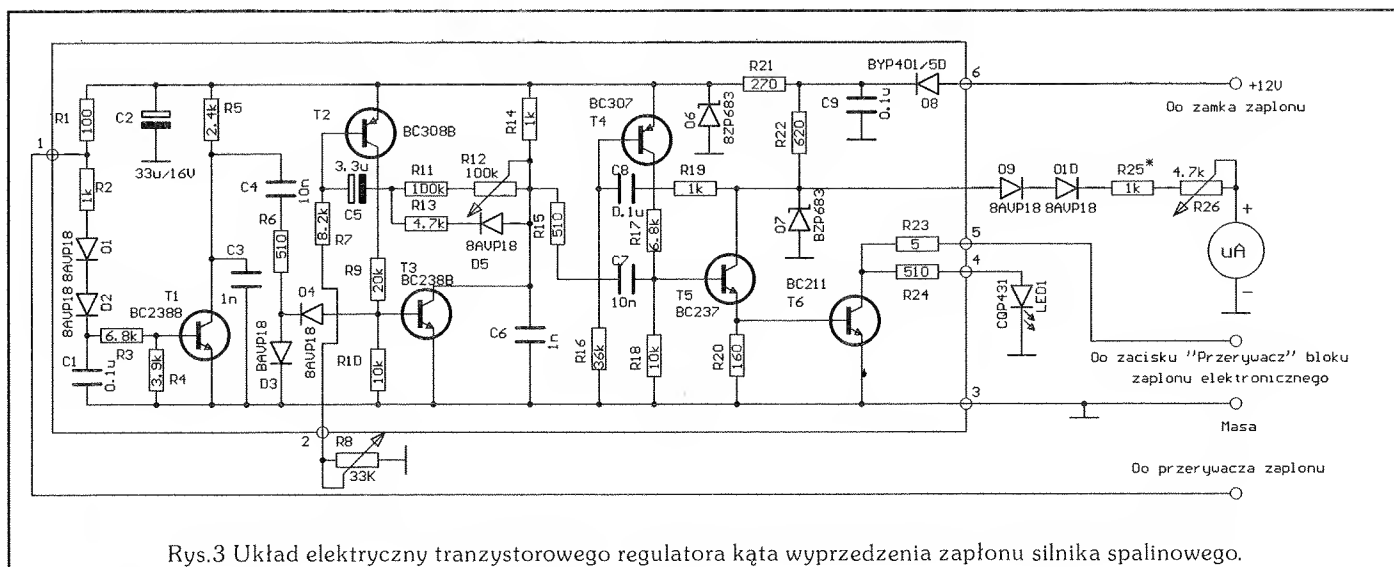 R21
270
BYP401/5D
6
+12V
Do zamka zaplonu
R1
100
C2
33u/16V
R5
2.4k
T2
BC308B
R14
1k
BC307
T4
D6
BZP683
R22
620
C9
0.1u
D8
1
R2
1k
C4
10n
3.3u
C5
R11
100k
R12
100k
C8
0.1u
R19
1k
D9
8AVP18
D1D
8AVP18
R25*
1k
4.7k
R26
+
uA
-
8AVP18
D1
8AVP18
D2
R6
510
C3
1n
8.2k
R7
R13
4.7k
8AVP18
D5
R15
510
R17
6.8k
D7
BZP683
R23
5
5
T1
BC238B
R9
20k
T3
BC238B
C7
10n
T5
BC237
BC211
T6
510
R24
4
CQP431
LED1
6.8k
R3
R4
3.9k
C1
0.1u
8AVP18
D3
D4
8AVP18
R1D
10k
C6
1n
R16
36k
R18
10k
R20
160
Do zacisku "Przerywacz" bloku
zaplonu elektronicznego
3
Masa
2
R8
33K
Do przerywacza zaplonu
Rys.3 Układ elektryczny tranzystorowego regulatora kąta wyprzedzenia zapłonu silnika spalinowego.